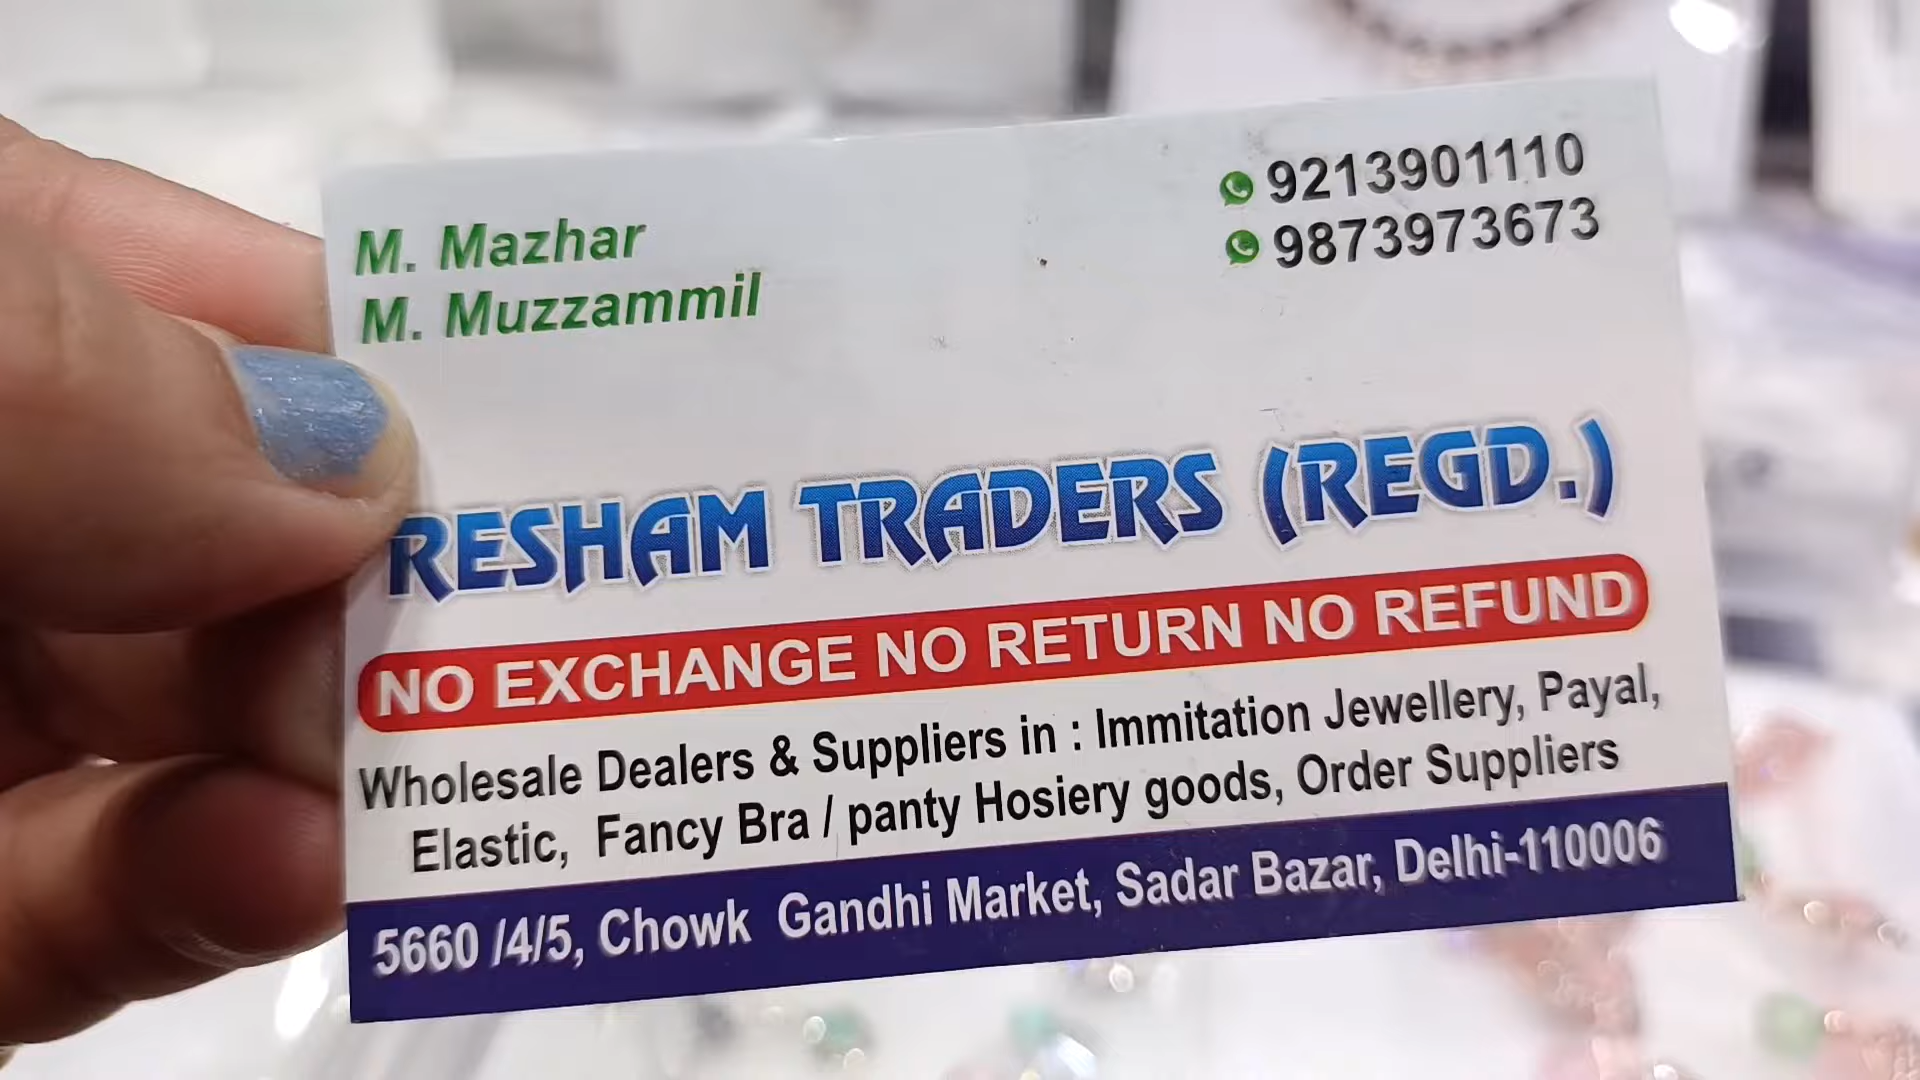 M. Mazhar
M. Muzzammil
9213901110
9873973673
RESHAM TRADERS (REGD.)
NO EXCHANGE NO RETURN NO REFUND
Wholesale Dealers & Suppliers in : Immitation Jewellery, Payal,
Elastic, Fancy Bra / panty Hosiery goods, Order Suppliers
5660 /4/5, Chowk Gandhi Market, Sadar Bazar, Delhi-110006